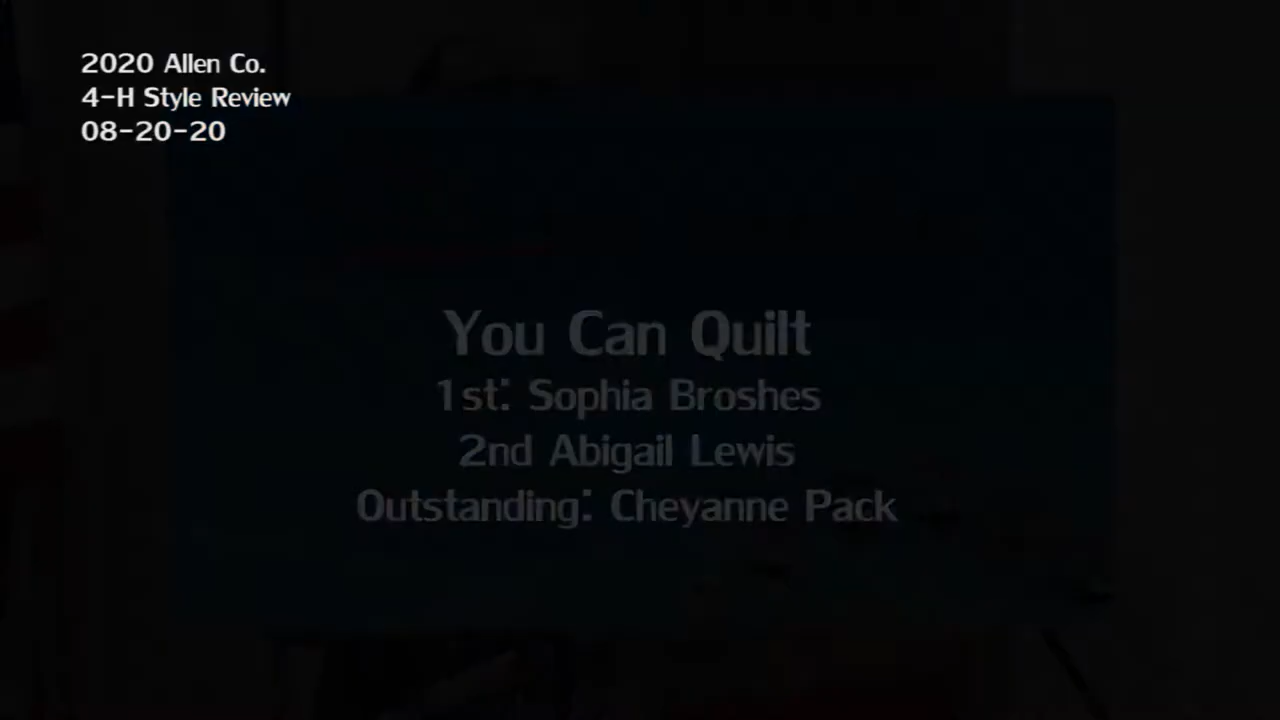 2020 Allen Co.
4-H Style Review
08-20-20
You Can Quilt
1st: Sophia Broshes
2nd Abigail Lewis
Outstanding: Cheyanne Pack